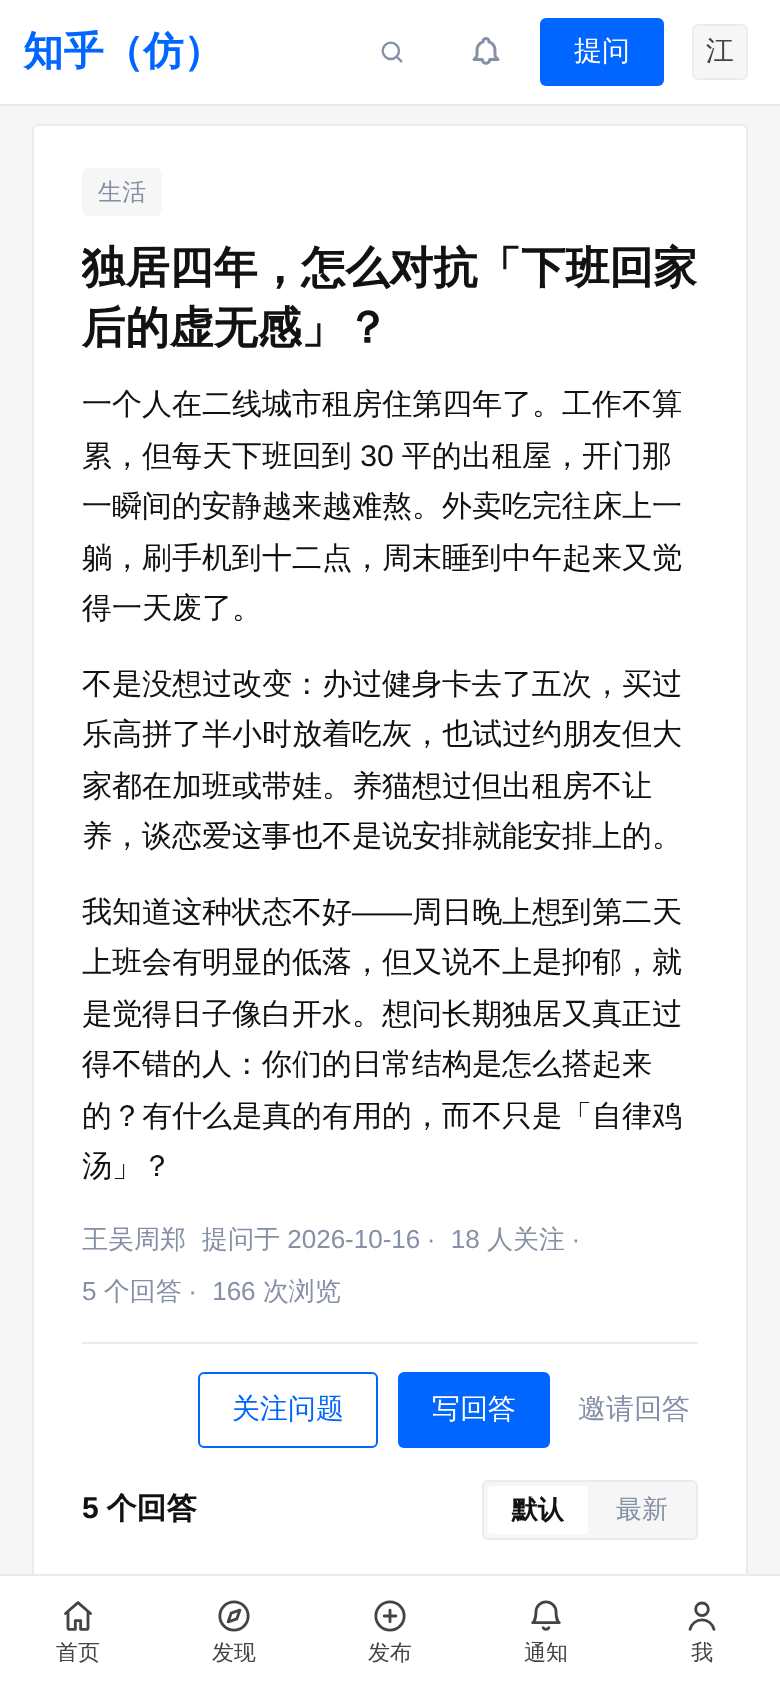 知乎（仿）
提问
江
生活
独居四年，怎么对抗「下班回家
后的虚无感」？
一个人在二线城市租房住第四年了。工作不算
累，但每天下班回到 30 平的出租屋，开门那
一瞬间的安静越来越难熬。外卖吃完往床上一
躺，刷手机到十二点，周末睡到中午起来又觉
得一天废了。
不是没想过改变：办过健身卡去了五次，买过
乐高拼了半小时放着吃灰，也试过约朋友但大
家都在加班或带娃。养猫想过但出租房不让
养，谈恋爱这事也不是说安排就能安排上的。
我知道这种状态不好——周日晚上想到第二天
上班会有明显的低落，但又说不上是抑郁，就
是觉得日子像白开水。想问长期独居又真正过
得不错的人：你们的日常结构是怎么搭起来
的？有什么是真的有用的，而不只是「自律鸡
汤」？
王吴周郑 提问于 2026-10-16 · 18 人关注 ·
5 个回答 · 166 次浏览
关注问题 写回答 邀请回答
5 个回答
默认 最新
首页 发现 发布 通知 我